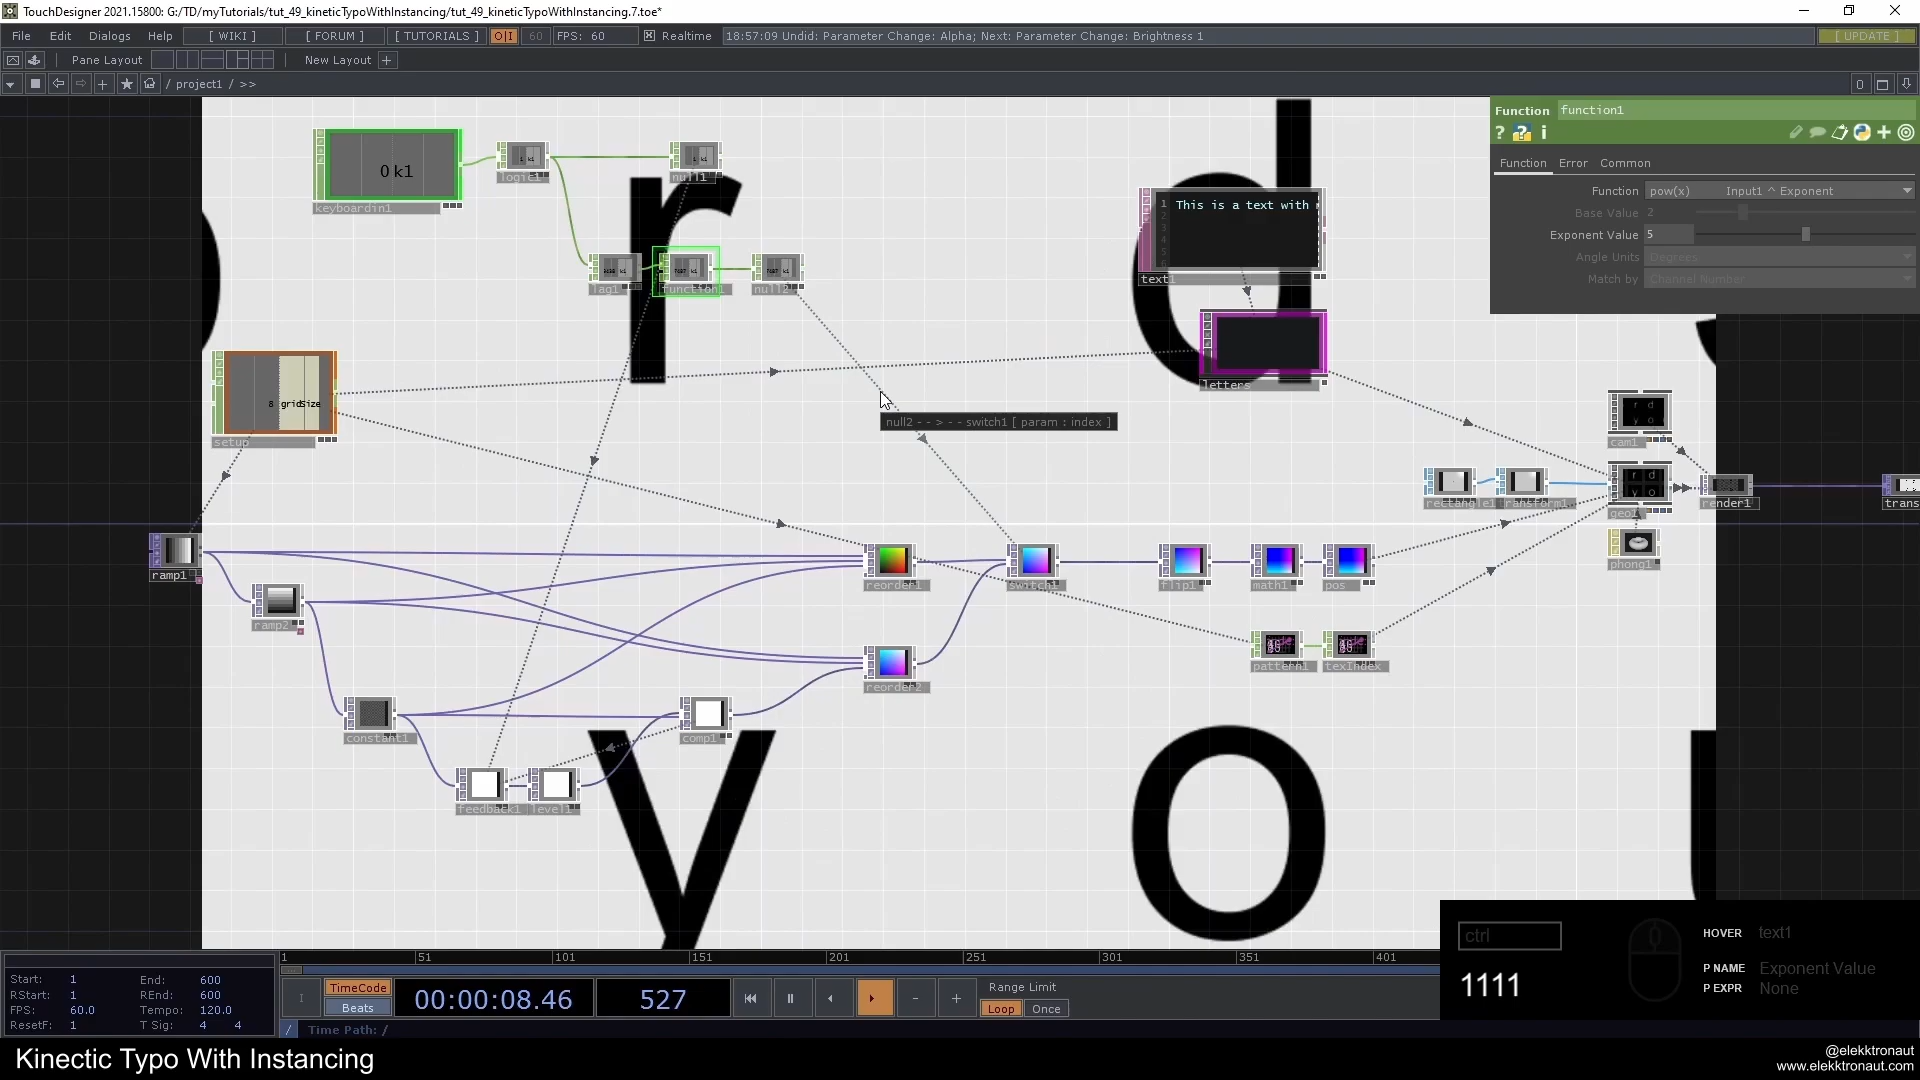 TouchDesigner 2021.15800: G:/TD/myTutorials/tut_49_kineticTypoWithInstancing/tut_49_kineticTypoWithInstancing.7.toe*
File Edit Dialogs Help [ WIKI ] [ FORUM ] [ TUTORIALS ] O|I 60 FPS: 60 Realtime 18:57:09 Undid: Parameter Change: Alpha; Next: Parameter Change: Brightness 1 [ UPDATE ]
Pane Layout New Layout +
/ project1 / >> 0
Function function1
? ? i
Function Error Common
Function pow(x) Input1 ^ Exponent
Base Value 2
Exponent Value 5
Angle Units Degrees
Match by Channel Number
0 k1
keyboardin1
logic1
null1
lag1
function1
null2
r
d
1 This is a text with
text1
letters
8 gridSize
setup
null2 - - > - - switch1 [ param : index ]
cam1
rectangle1
geo1
render1
trans
phong1
ramp1
ramp2
reorder1
switch1
flip1
math1
pos
pattern1
texIndex
reorder2
constant1
comp1
feedback1
level1
y
o
ctrl
1111
HOVER text1
P NAME Exponent Value
P EXPR None
1 51 101 151 201 251 301 351 401
Start: 1 End: 600
RStart: 1 REnd: 600
FPS: 60.0 Tempo: 120.0
ResetF: 1 T Sig: 4 4
TimeCode
Beats
00:00:08.46
527
Range Limit
Loop Once
/ Time Path: /
Kinectic Typo With Instancing
@elekktronaut
www.elekktronaut.com